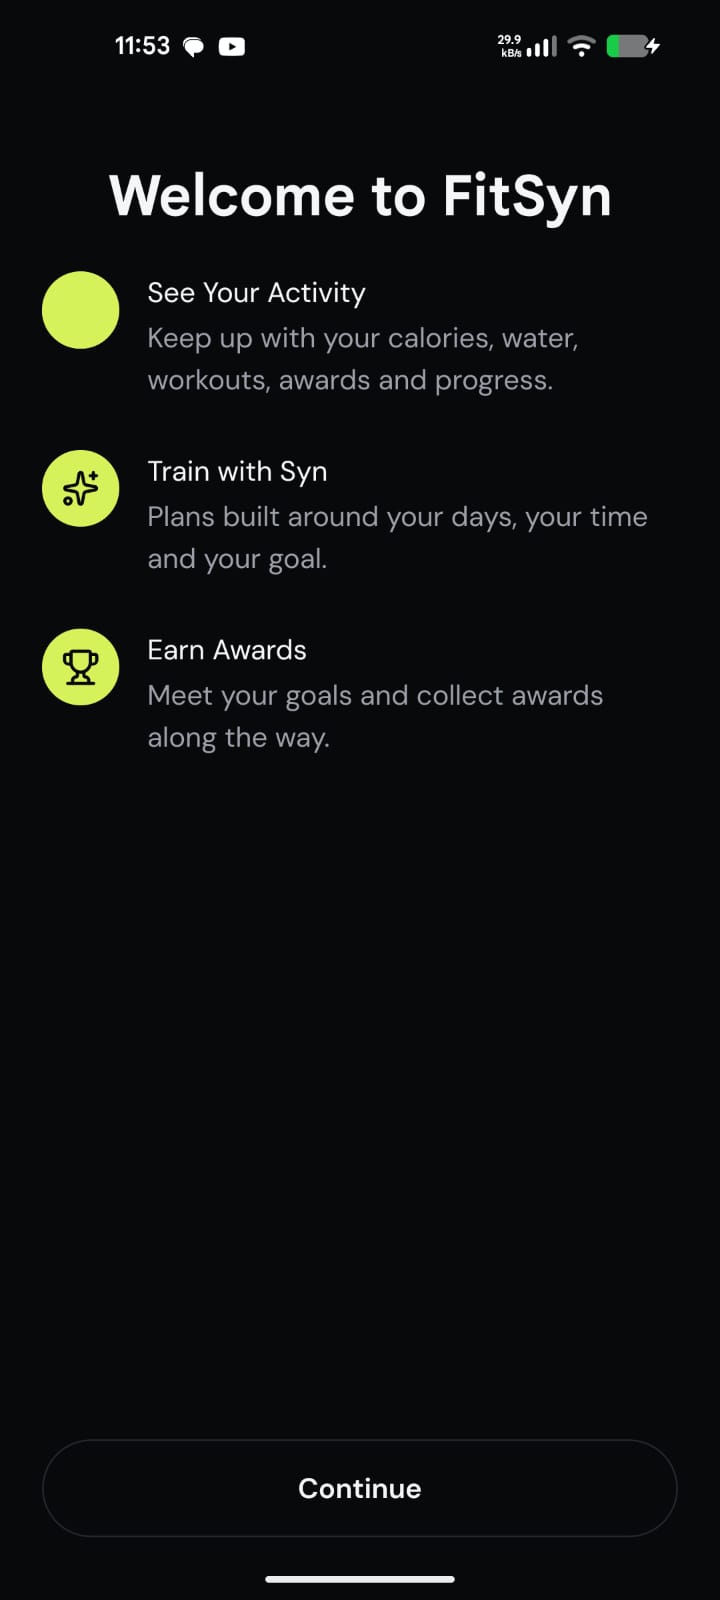 11:53
29.9
kB/s
Welcome to FitSyn
See Your Activity
Keep up with your calories, water,
workouts, awards and progress.
Train with Syn
Plans built around your days, your time
and your goal.
Earn Awards
Meet your goals and collect awards
along the way.
Continue